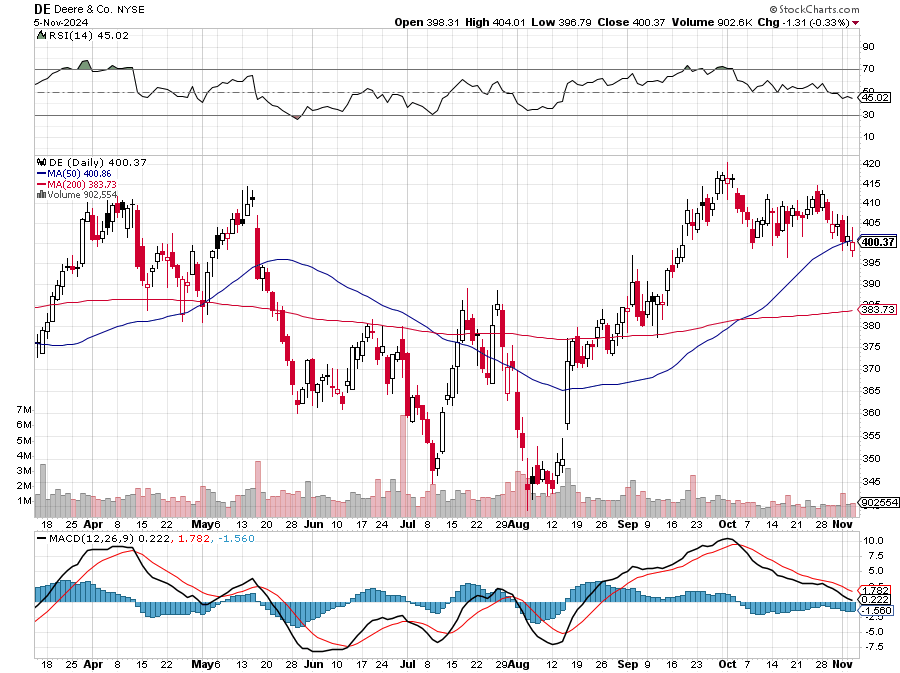 DE Deere & Co. NYSE © StockCharts.com
5-Nov-2024 Open 398.31 High 404.01 Low 396.79 Close 400.37 Volume 902.6K Chg -1.31 (-0.33%)
RSI(14) 45.02
90
70
50
45.02
30
10
DE (Daily) 400.37
MA(50) 400.86
MA(200) 383.73
Volume 902,554
420
415
410
405
400.37
395
390
385
383.73
380
375
370
365
360
355
350
345
7M
6M
5M
4M
3M
2M
1M
902554
18 25 Apr 8 15 22 May 6 13 20 28 Jun 10 17 24 Jul 8 15 22 29 Aug 12 19 26 Sep 9 16 23 Oct 7 14 21 28 Nov
MACD(12,26,9) 0.222, 1.782, -1.560
10.0
7.5
5.0
2.5
1.782
0.222
-1.560
-2.5
-5.0
-7.5
18 25 Apr 8 15 22 May 6 13 20 28 Jun 10 17 24 Jul 8 15 22 29 Aug 12 19 26 Sep 9 16 23 Oct 7 14 21 28 Nov